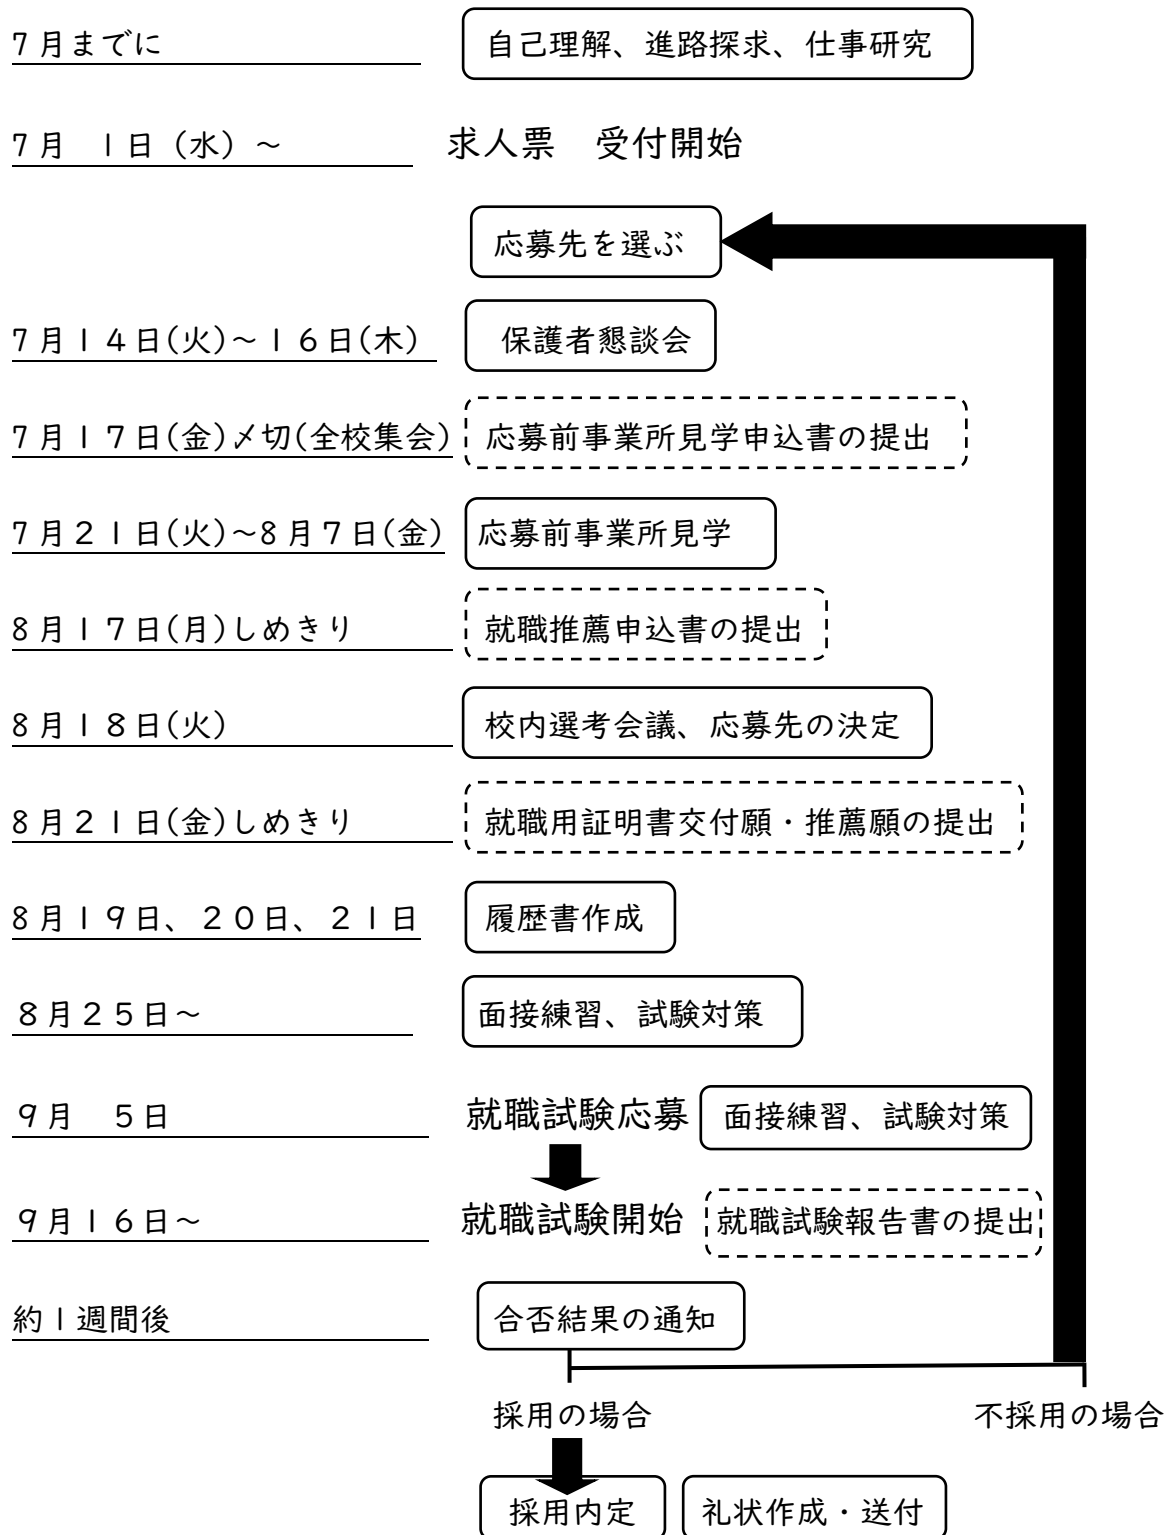 7月までに 自己理解、進路探求、仕事研究
7月 1日（水）～ 求人票 受付開始
応募先を選ぶ
7月14日(火)～16日(木) 保護者懇談会
7月17日(金)〆切(全校集会) 応募前事業所見学申込書の提出
7月21日(火)～8月7日(金) 応募前事業所見学
8月17日(月)しめきり 就職推薦申込書の提出
8月18日(火) 校内選考会議、応募先の決定
8月21日(金)しめきり 就職用証明書交付願・推薦願の提出
8月19日、20日、21日 履歴書作成
8月25日～ 面接練習、試験対策
9月 5日 就職試験応募 面接練習、試験対策
9月16日～ 就職試験開始 就職試験報告書の提出
約1週間後 合否結果の通知
採用の場合 不採用の場合
採用内定 礼状作成・送付